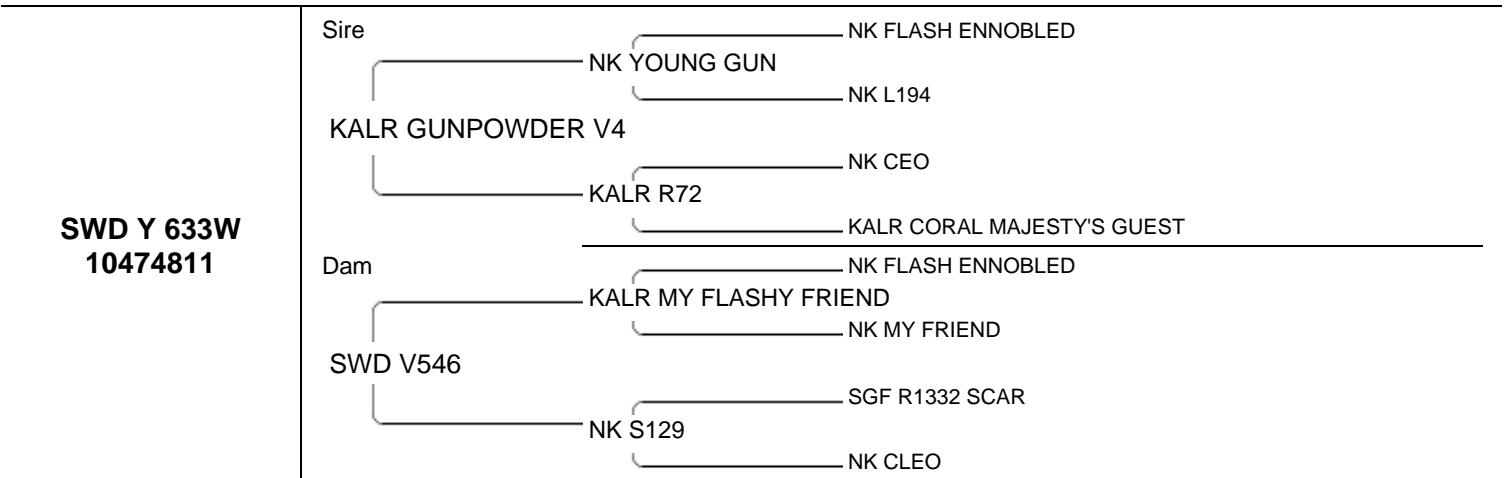 SWD Y 633W
10474811
Sire
NK FLASH ENNOBLED
NK YOUNG GUN
NK L194
KALR GUNPOWDER V4
NK CEO
KALR R72
KALR CORAL MAJESTY'S GUEST
Dam
NK FLASH ENNOBLED
KALR MY FLASHY FRIEND
NK MY FRIEND
SWD V546
SGF R1332 SCAR
NK S129
NK CLEO